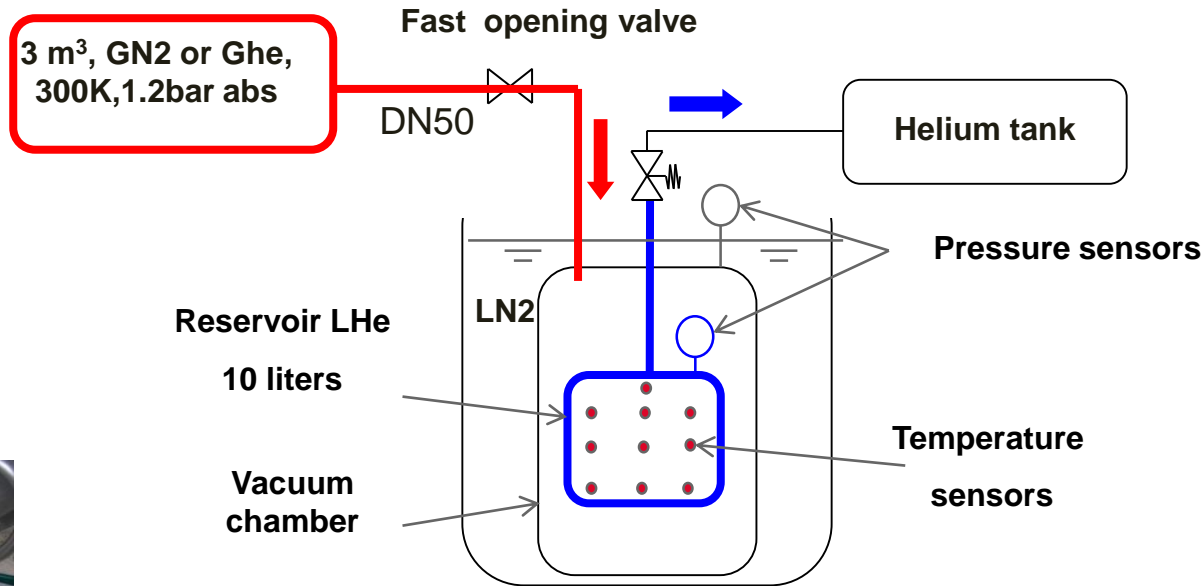 Fast opening valve
3 m³, GN2 or Ghe,
300K,1.2bar abs
DN50
Helium tank
Pressure sensors
LN2
Reservoir LHe
10 liters
Temperature
sensors
Vacuum
chamber